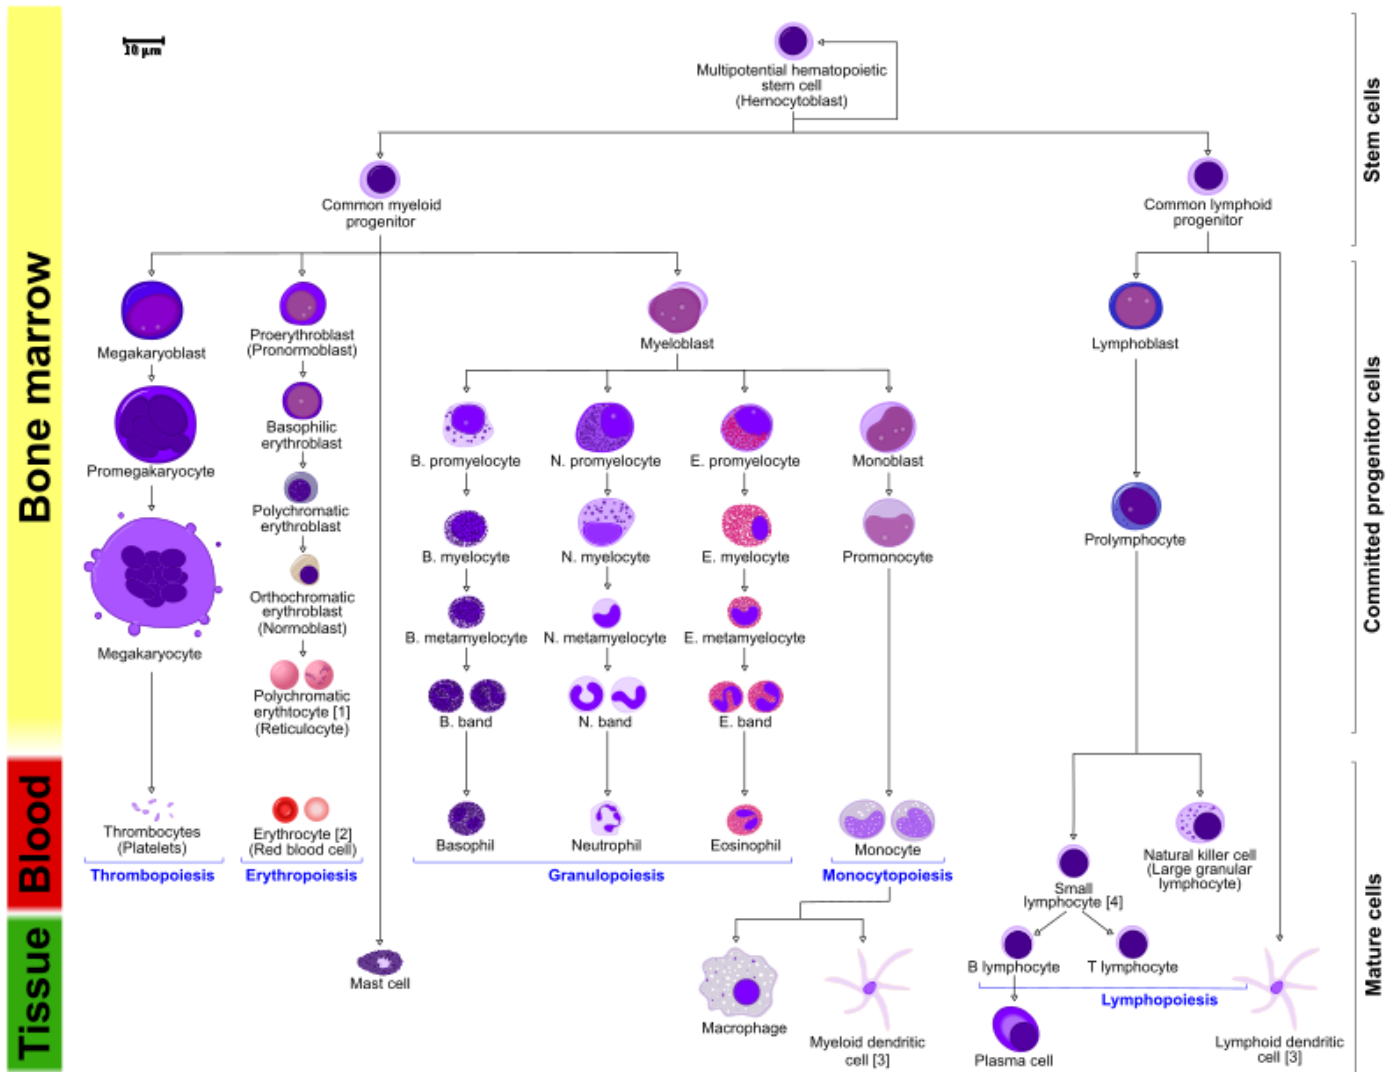 10 µm
Multipotential hematopoietic
stem cell
(Hemocytoblast)
Common myeloid
progenitor
Common lymphoid
progenitor
Stem cells
Bone marrow
Megakaryoblast
Proerythroblast
(Pronormoblast)
Myeloblast
Lymphoblast
Promegakaryocyte
Basophilic
erythroblast
B. promyelocyte
N. promyelocyte
E. promyelocyte
Monoblast
Polychromatic
erythroblast
B. myelocyte
N. myelocyte
E. myelocyte
Promonocyte
Prolymphocyte
Committed progenitor cells
Megakaryocyte
Orthochromatic
erythroblast
(Normoblast)
B. metamyelocyte
N. metamyelocyte
E. metamyelocyte
Polychromatic
erythtocyte [1]
(Reticulocyte)
B. band
N. band
E. band
Blood
Thrombocytes
(Platelets)
Erythrocyte [2]
(Red blood cell)
Basophil
Neutrophil
Eosinophil
Monocyte
Natural killer cell
(Large granular
lymphocyte)
Small
lymphocyte [4]
Thrombopoiesis
Erythropoiesis
Granulopoiesis
Monocytopoiesis
Mature cells
Tissue
Mast cell
Macrophage
Myeloid dendritic
cell [3]
B lymphocyte
T lymphocyte
Lymphopoiesis
Plasma cell
Lymphoid dendritic
cell [3]